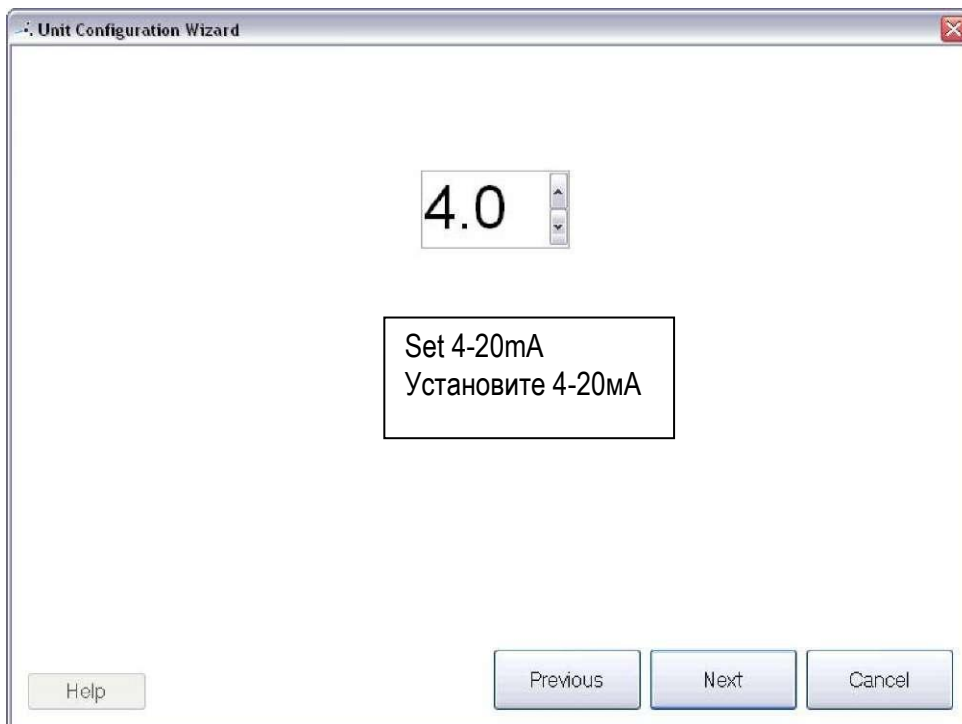 Unit Configuration Wizard
4.0
Set 4-20mA
Установите 4-20мА
Help
Previous Next Cancel